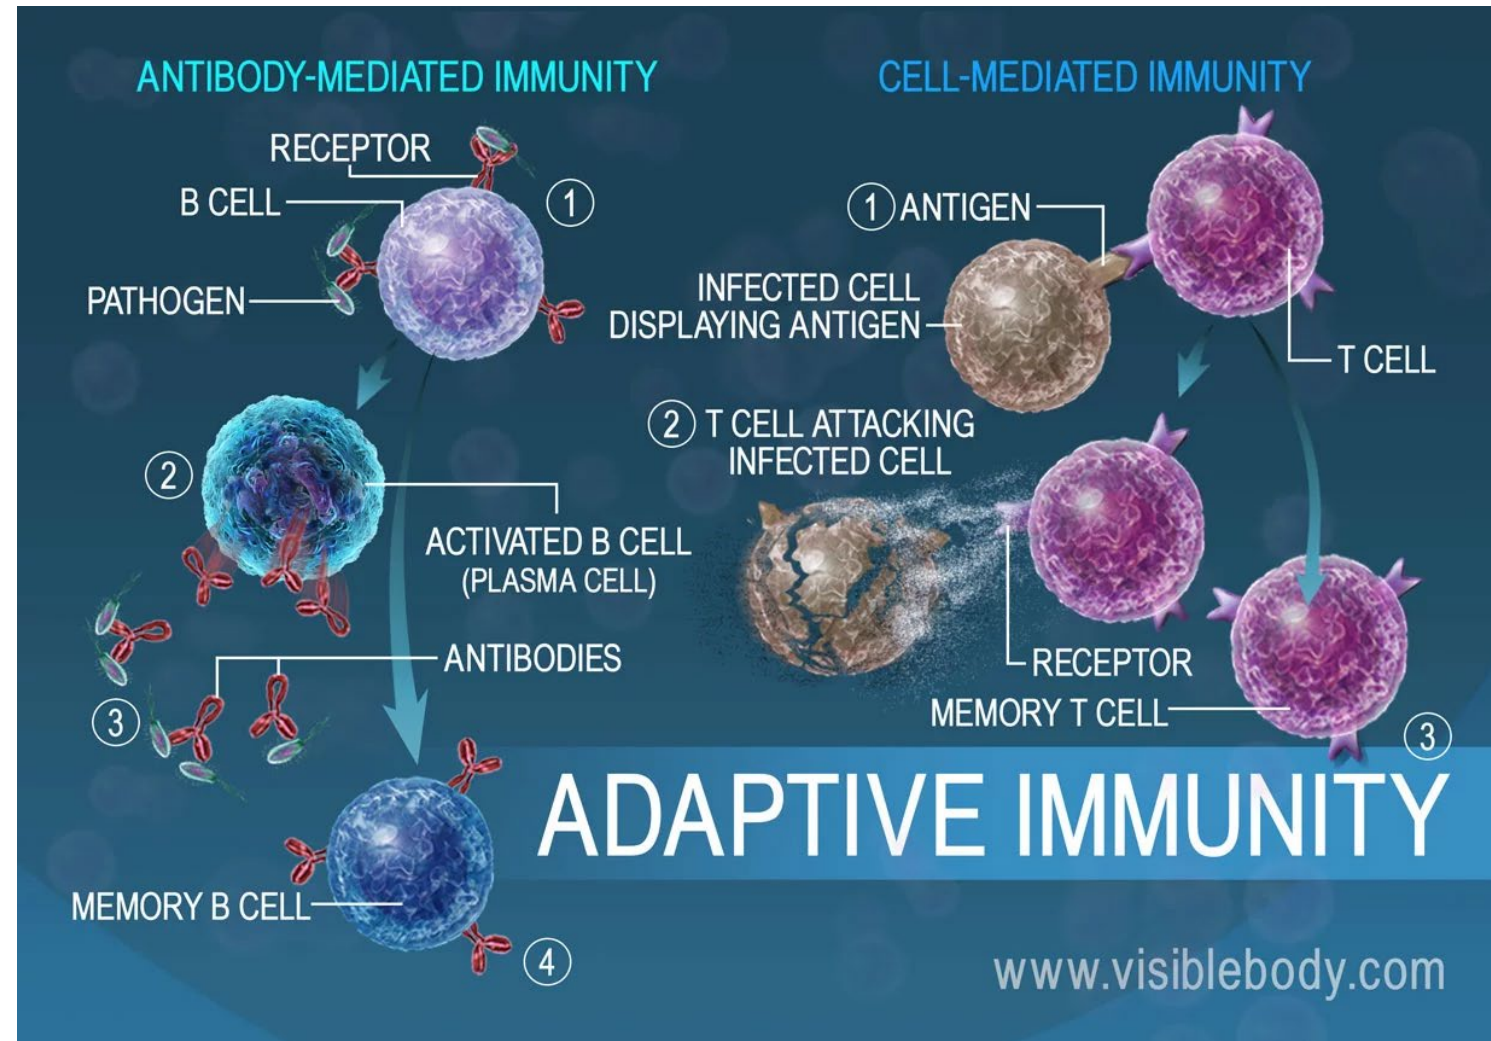 ANTIBODY-MEDIATED IMMUNITY
RECEPTOR
B CELL
1
PATHOGEN
2
ACTIVATED B CELL
(PLASMA CELL)
ANTIBODIES
3
MEMORY B CELL
4
CELL-MEDIATED IMMUNITY
1 ANTIGEN
INFECTED CELL
DISPLAYING ANTIGEN
T CELL
2 T CELL ATTACKING
INFECTED CELL
RECEPTOR
MEMORY T CELL
3
ADAPTIVE IMMUNITY
www.visiblebody.com